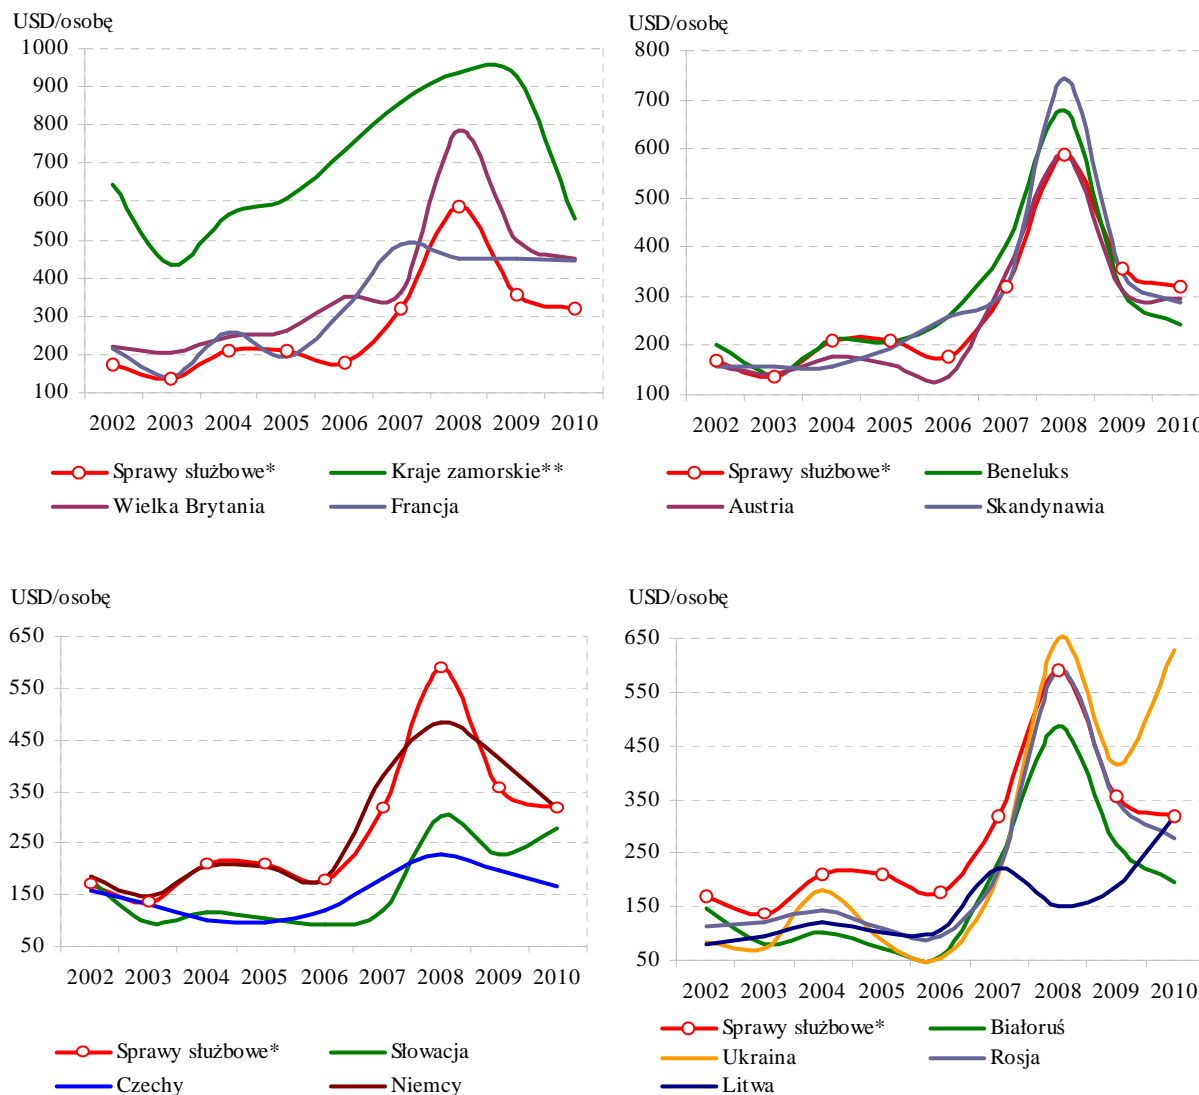 USD/osobę
1000
900
800
700
600
500
400
300
200
100
2002 2003 2004 2005 2006 2007 2008 2009 2010
Sprawy służbowe* Kraje zamorskie**
Wielka Brytania Francja
USD/osobę
800
700
600
500
400
300
200
100
2002 2003 2004 2005 2006 2007 2008 2009 2010
Sprawy służbowe* Beneluks
Austria Skandynawia
USD/osobę
650
550
450
350
250
150
50
2002 2003 2004 2005 2006 2007 2008 2009 2010
Sprawy służbowe* Słowacja
Czechy Niemcy
USD/osobę
650
550
450
350
250
150
50
2002 2003 2004 2005 2006 2007 2008 2009 2010
Sprawy służbowe* Białoruś
Ukraina Rosja
Litwa